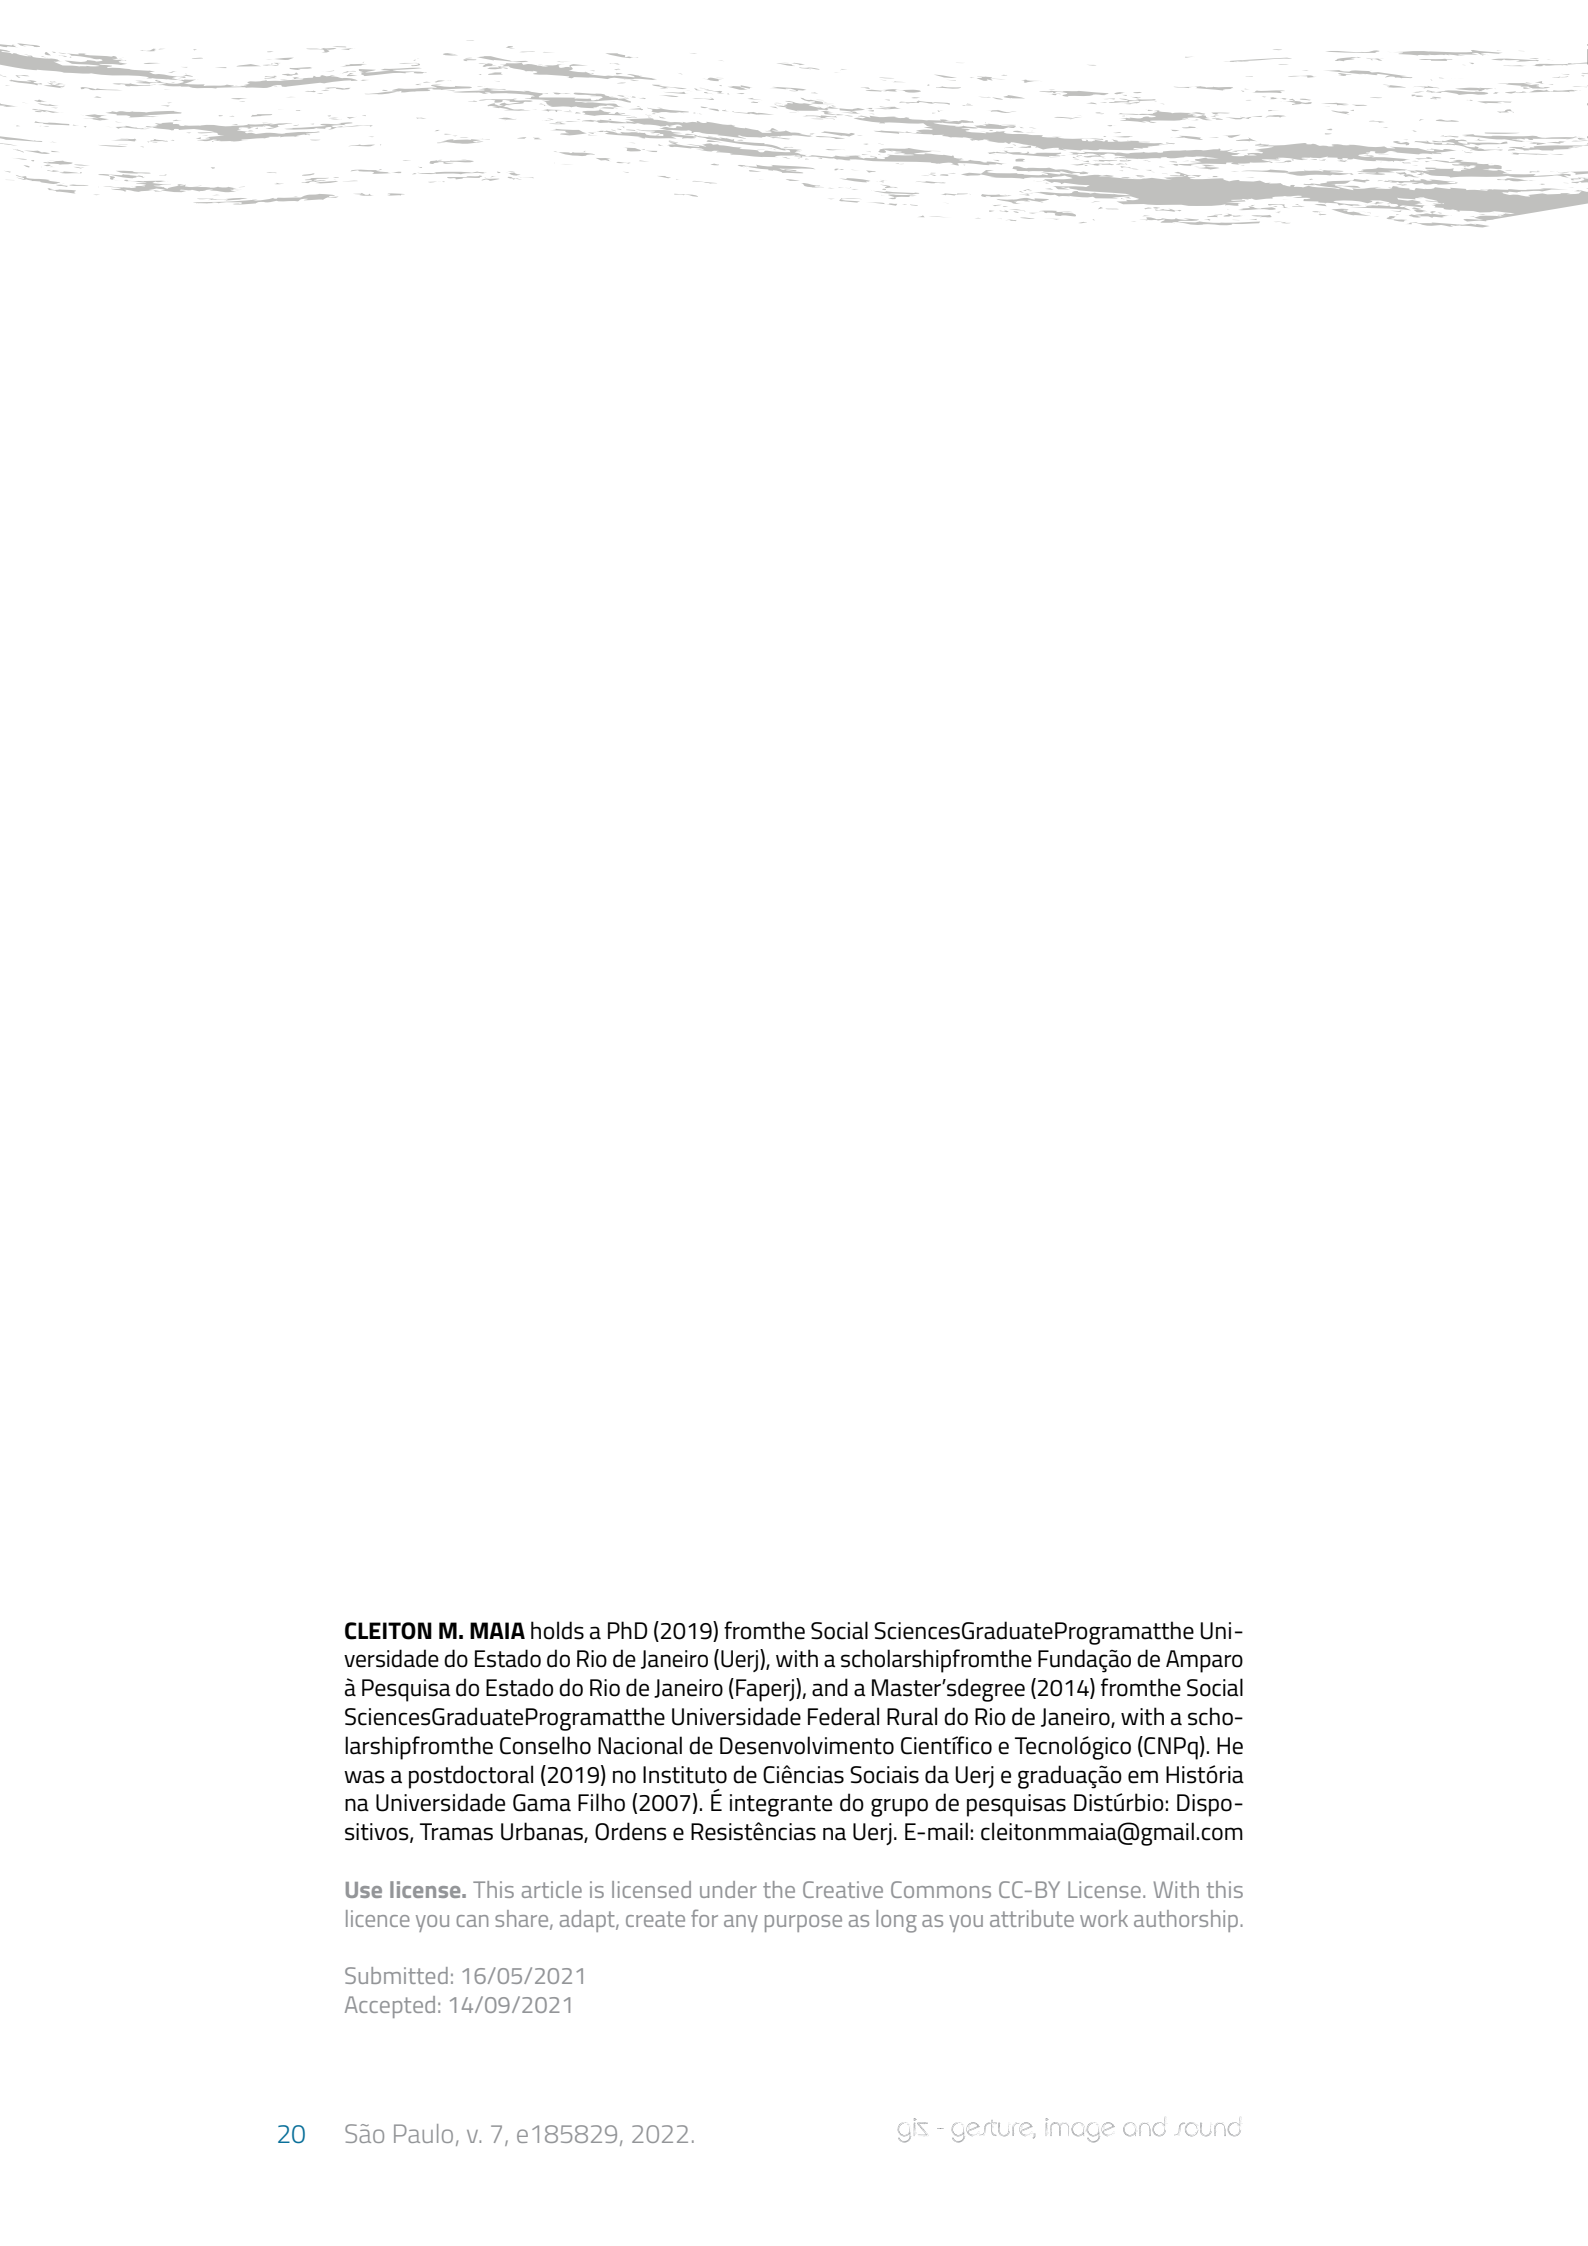 CLEITON M. MAIA holds a PhD (2019) fromthe Social SciencesGraduateProgramatthe Uni-
versidade do Estado do Rio de Janeiro (Uerj), with a scholarshipfromthe Fundação de Amparo
à Pesquisa do Estado do Rio de Janeiro (Faperj), and a Master’sdegree (2014) fromthe Social
SciencesGraduateProgramatthe Universidade Federal Rural do Rio de Janeiro, with a scho-
larshipfromthe Conselho Nacional de Desenvolvimento Científico e Tecnológico (CNPq). He
was a postdoctoral (2019) no Instituto de Ciências Sociais da Uerj e graduação em História
na Universidade Gama Filho (2007). É integrante do grupo de pesquisas Distúrbio: Dispo-
sitivos, Tramas Urbanas, Ordens e Resistências na Uerj. E-mail: cleitonmmaia@gmail.com
Use license. This article is licensed under the Creative Commons CC-BY License. With this
licence you can share, adapt, create for any purpose as long as you attribute work authorship.
Submitted: 16/05/2021
Accepted: 14/09/2021
20 São Paulo, v. 7, e185829, 2022. giz - gesture, image and sound